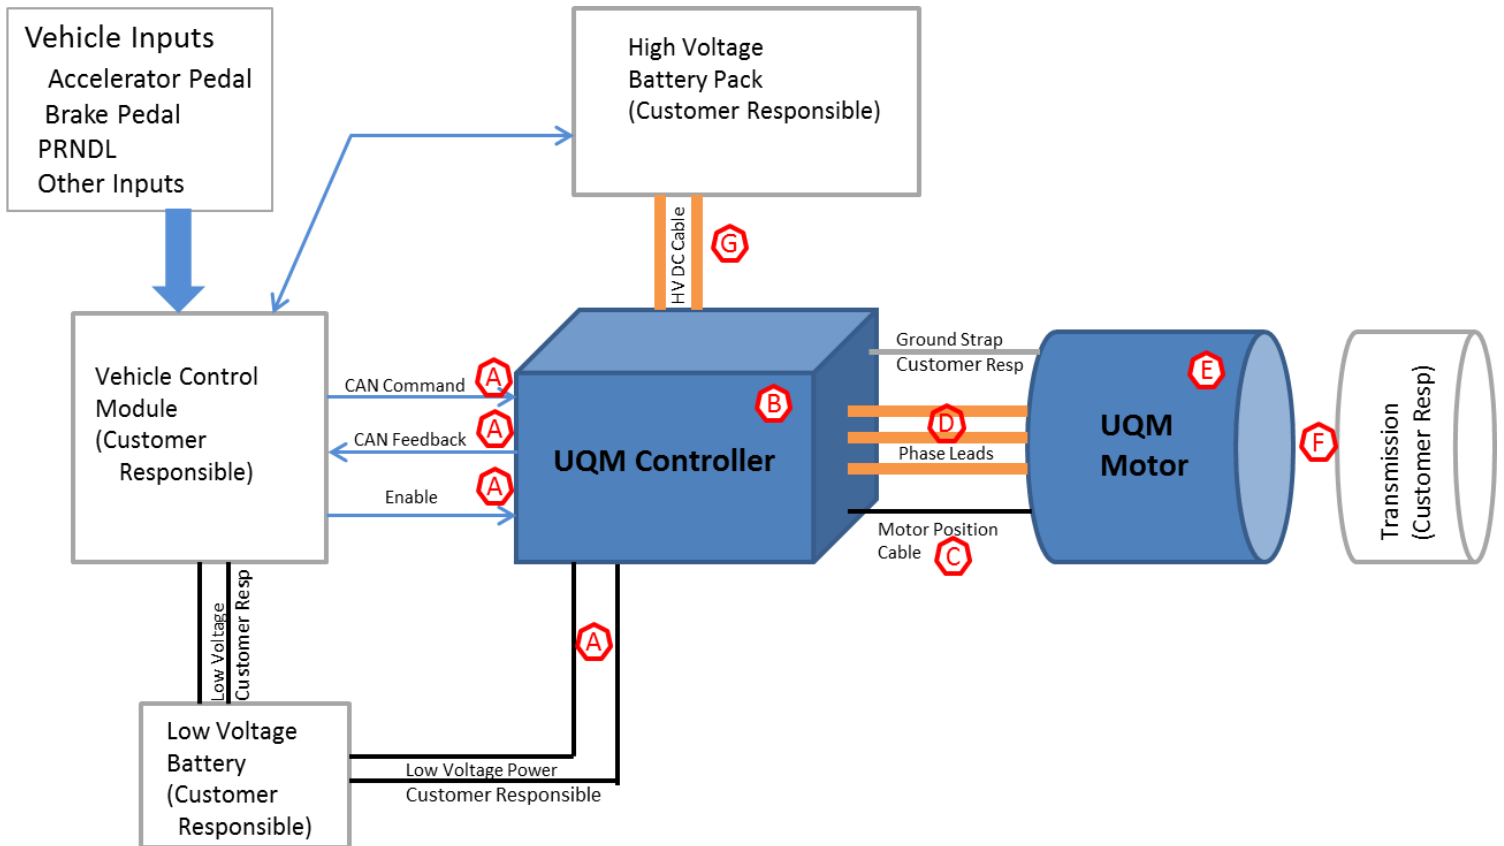 Vehicle Inputs
Accelerator Pedal
Brake Pedal
PRNDL
Other Inputs
High Voltage
Battery Pack
(Customer Responsible)
HV DC Cable
G
Vehicle Control
Module
(Customer
Responsible)
CAN Command
A
CAN Feedback
A
Enable
A
B
UQM Controller
Ground Strap
Customer Resp
D
Phase Leads
Motor Position
Cable
C
E
UQM
Motor
F
Transmission
(Customer Resp)
Low Voltage
Customer Resp
A
Low Voltage
Battery
(Customer
Responsible)
Low Voltage Power
Customer Responsible